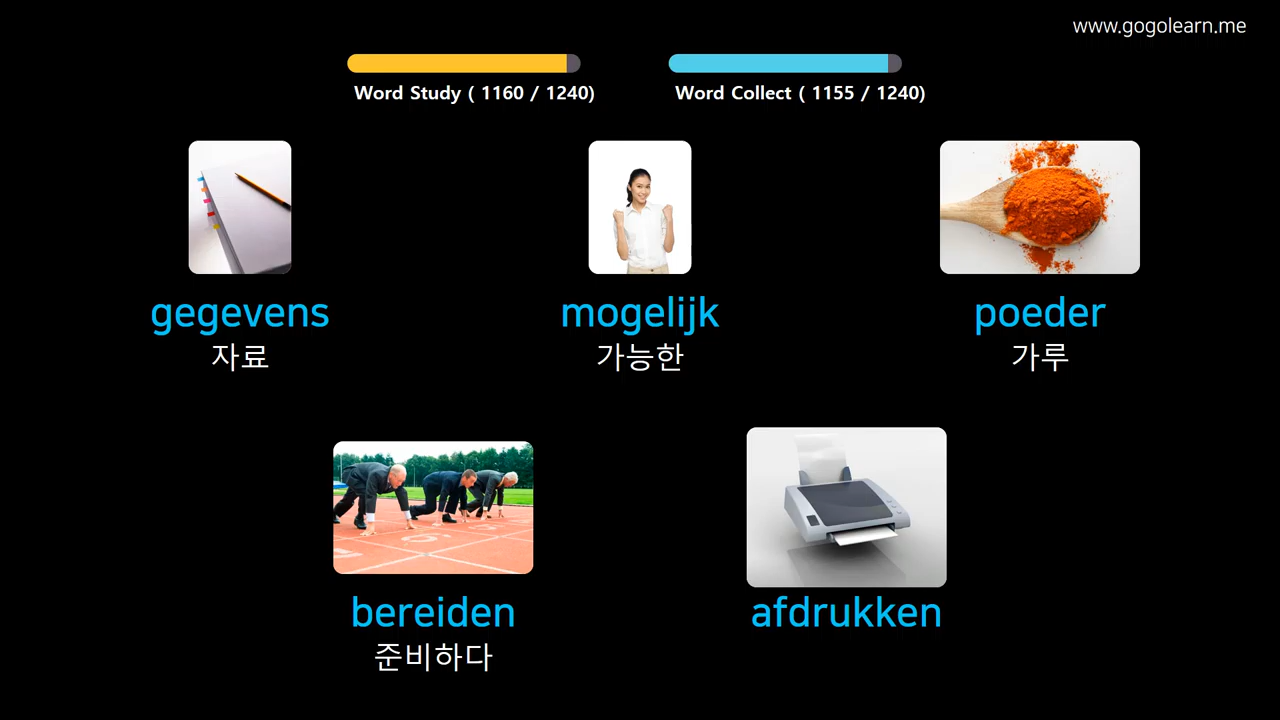 www.gogolearn.me
Word Study ( 1160 / 1240)
Word Collect ( 1155 / 1240)
gegevens
자료
mogelijk
가능한
poeder
가루
bereiden
준비하다
afdrukken